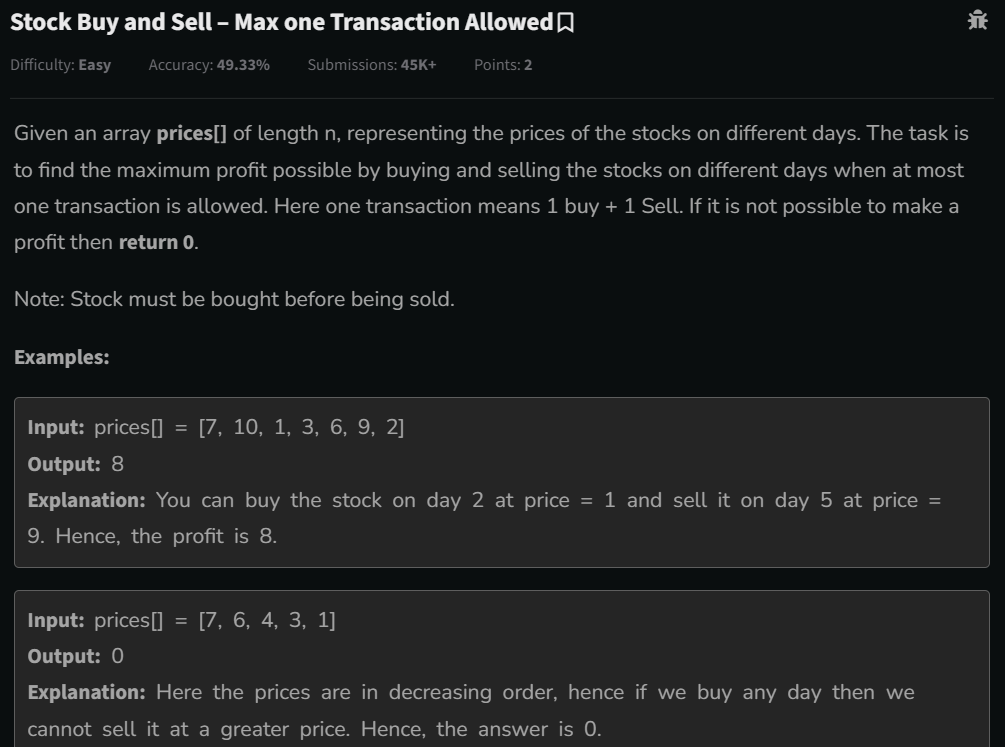 Stock Buy and Sell – Max one Transaction Allowed
Difficulty: Easy Accuracy: 49.33% Submissions: 45K+ Points: 2
Given an array prices[] of length n, representing the prices of the stocks on different days. The task is
to find the maximum profit possible by buying and selling the stocks on different days when at most
one transaction is allowed. Here one transaction means 1 buy + 1 Sell. If it is not possible to make a
profit then return 0.
Note: Stock must be bought before being sold.
Examples:
Input: prices[] = [7, 10, 1, 3, 6, 9, 2]
Output: 8
Explanation: You can buy the stock on day 2 at price = 1 and sell it on day 5 at price =
9. Hence, the profit is 8.
Input: prices[] = [7, 6, 4, 3, 1]
Output: 0
Explanation: Here the prices are in decreasing order, hence if we buy any day then we
cannot sell it at a greater price. Hence, the answer is 0.